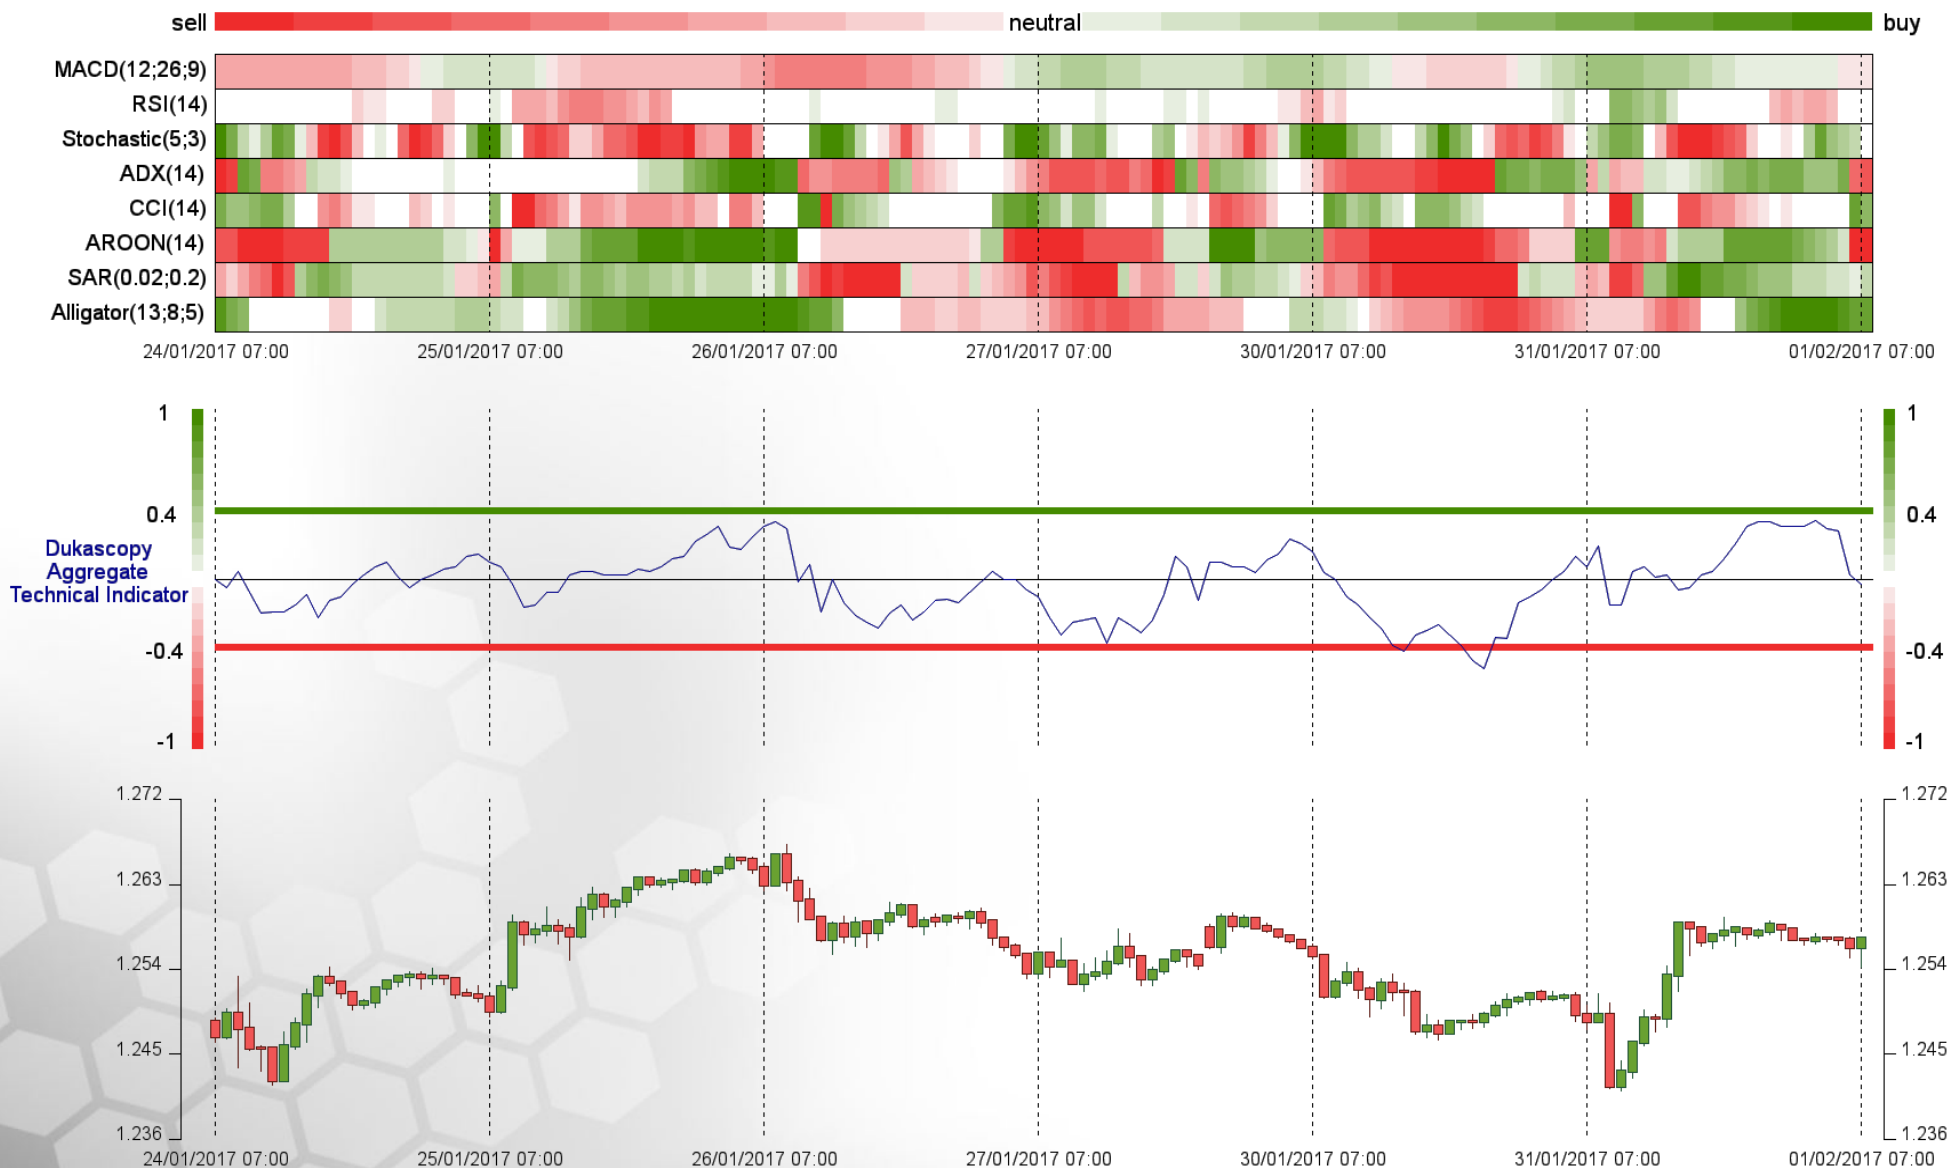 sell neutral buy
MACD(12;26;9)
RSI(14)
Stochastic(5;3)
ADX(14)
CCI(14)
AROON(14)
SAR(0.02;0.2)
Alligator(13;8;5)
24/01/2017 07:00 25/01/2017 07:00 26/01/2017 07:00 27/01/2017 07:00 30/01/2017 07:00 31/01/2017 07:00 01/02/2017 07:00
1 1
0.4 0.4
Dukascopy
Aggregate
Technical Indicator
-0.4 -0.4
-1 -1
1.272 1.272
1.263 1.263
1.254 1.254
1.245 1.245
1.236 1.236
24/01/2017 07:00 25/01/2017 07:00 26/01/2017 07:00 27/01/2017 07:00 30/01/2017 07:00 31/01/2017 07:00 01/02/2017 07:00